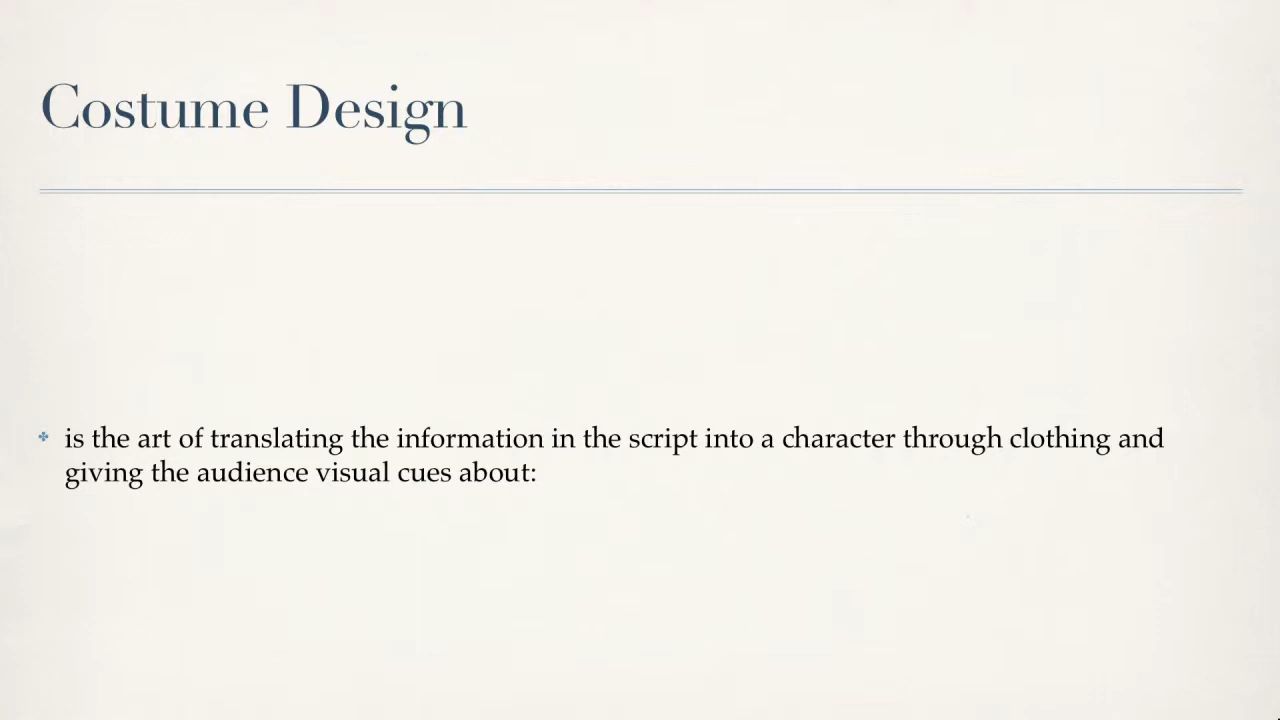 Costume Design
is the art of translating the information in the script into a character through clothing and
giving the audience visual cues about: